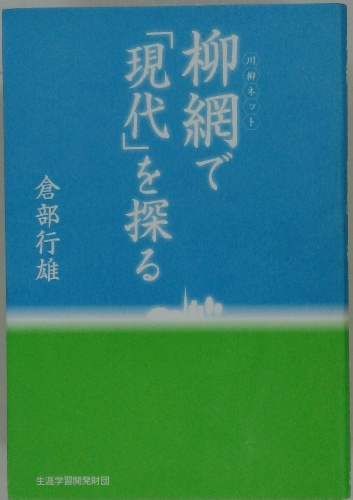 川柳ネット
柳網で
「現代」を探る
倉部行雄
生涯学習開発財団